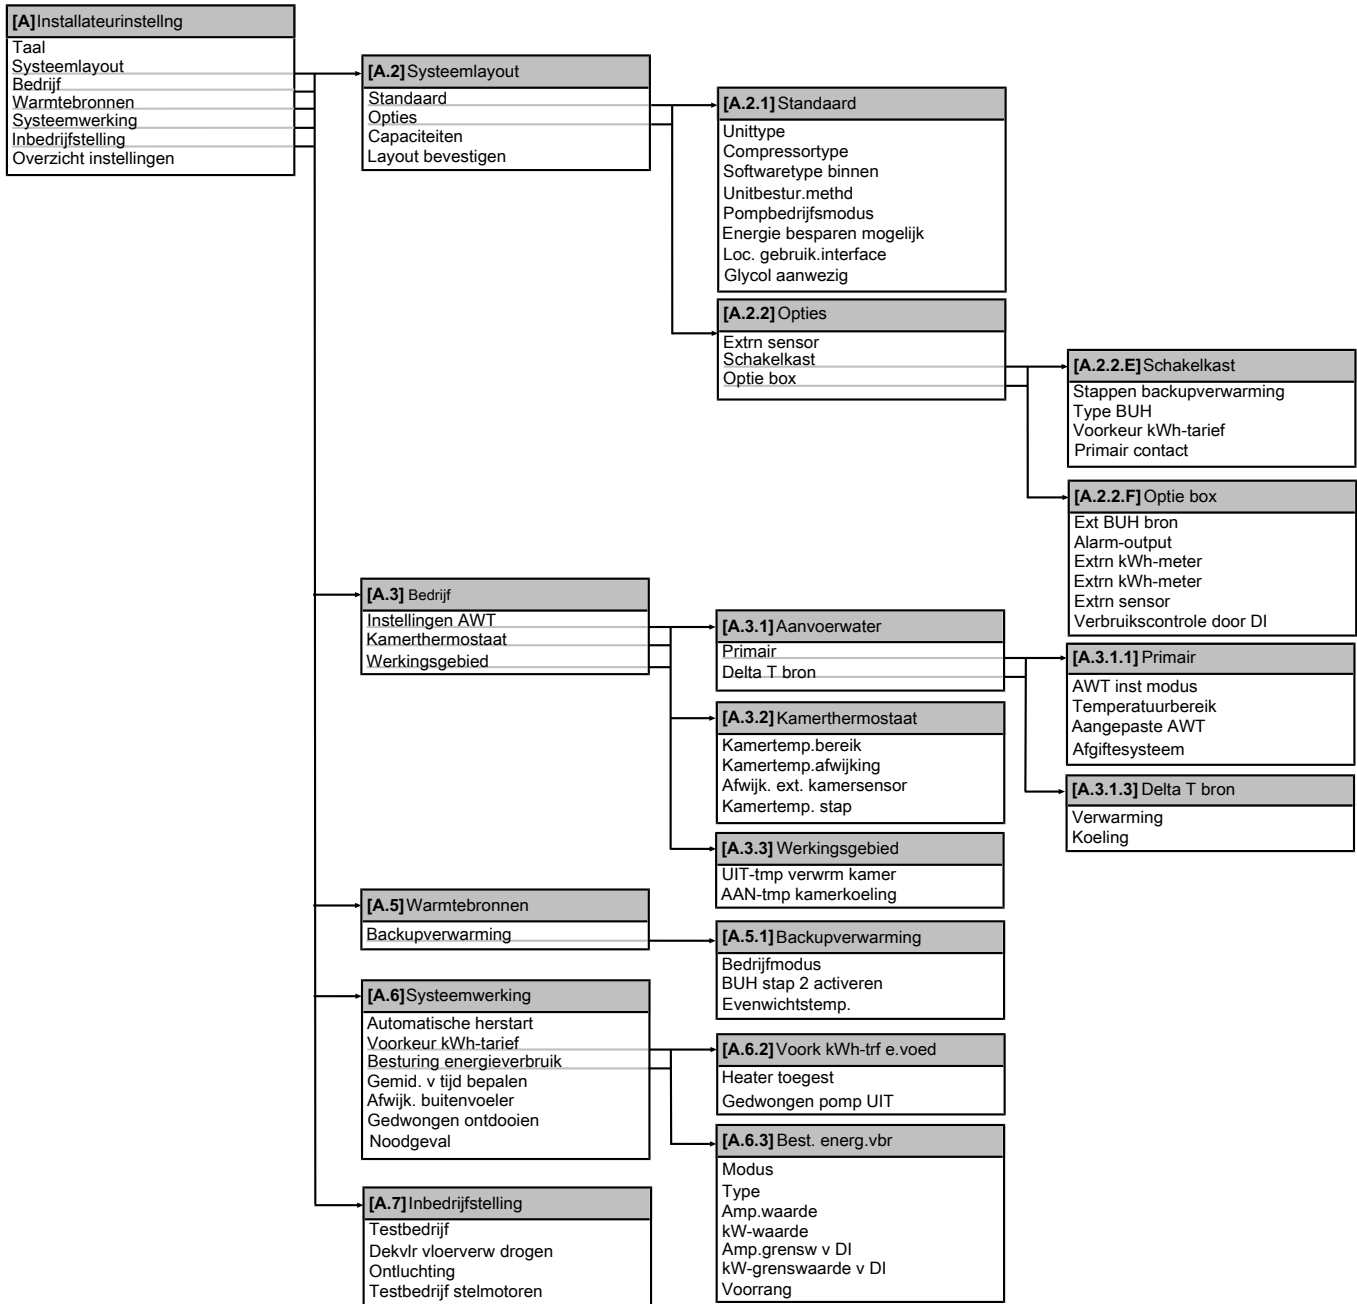 [A]Installateurinstellng
Taal
Systeemlayout
Bedrijf
Warmtebronnen
Systeemwerking
Inbedrijfstelling
Overzicht instellingen
[A.2]Systeemlayout
Standaard
Opties
Capaciteiten
Layout bevestigen
[A.2.1] Standaard
Unittype
Compressortype
Softwaretype binnen
Unitbestur.methd
Pompbedrijfsmodus
Energie besparen mogelijk
Loc. gebruik.interface
Glycol aanwezig
[A.2.2] Opties
Extrn sensor
Schakelkast
Optie box
[A.2.2.E]Schakelkast
Stappen backupverwarming
Type BUH
Voorkeur kWh-tarief
Primair contact
[A.2.2.F]Optie box
Ext BUH bron
Alarm-output
Extrn kWh-meter
Extrn kWh-meter
Extrn sensor
Verbruikscontrole door DI
[A.3] Bedrijf
Instellingen AWT
Kamerthermostaat
Werkingsgebied
[A.3.1]Aanvoerwater
Primair
Delta T bron
[A.3.1.1] Primair
AWT inst modus
Temperatuurbereik
Aangepaste AWT
Afgiftesysteem
[A.3.1.3] Delta T bron
Verwarming
Koeling
[A.3.2]Kamerthermostaat
Kamertemp.bereik
Kamertemp.afwijking
Afwijk. ext. kamersensor
Kamertemp. stap
[A.3.3] Werkingsgebied
UIT-tmp verwrm kamer
AAN-tmp kamerkoeling
[A.5]Warmtebronnen
Backupverwarming
[A.5.1]Backupverwarming
Bedrijfmodus
BUH stap 2 activeren
Evenwichtstemp.
[A.6]Systeemwerking
Automatische herstart
Voorkeur kWh-tarief
Besturing energieverbruik
Gemid. v tijd bepalen
Afwijk. buitenvoeler
Gedwongen ontdooien
Noodgeval
[A.6.2]Voork kWh-trf e.voed
Heater toegest
Gedwongen pomp UIT
[A.6.3] Best. energ.vbr
Modus
Type
Amp.waarde
kW-waarde
Amp.grensw v DI
kW-grenswaarde v DI
Voorrang
[A.7]Inbedrijfstelling
Testbedrijf
Dekvlr vloerverw drogen
Ontluchting
Testbedrijf stelmotoren